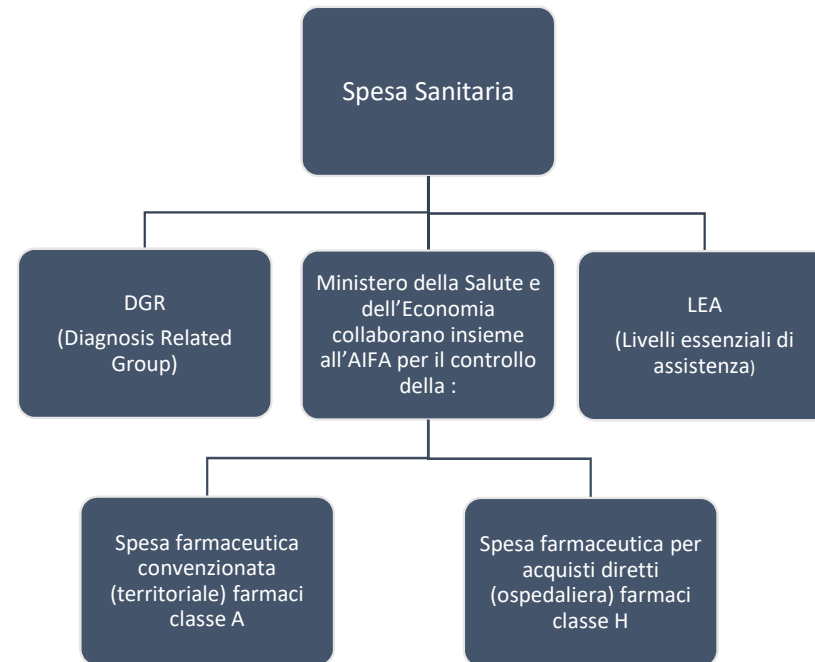 Spesa Sanitaria
DGR
(Diagnosis Related
Group)
Ministero della Salute e
dell’Economia
collaborano insieme
all’AIFA per il controllo
della :
LEA
(Livelli essenziali di
assistenza)
Spesa farmaceutica
convenzionata
(territoriale) farmaci
classe A
Spesa farmaceutica per
acquisti diretti
(ospedaliera) farmaci
classe H